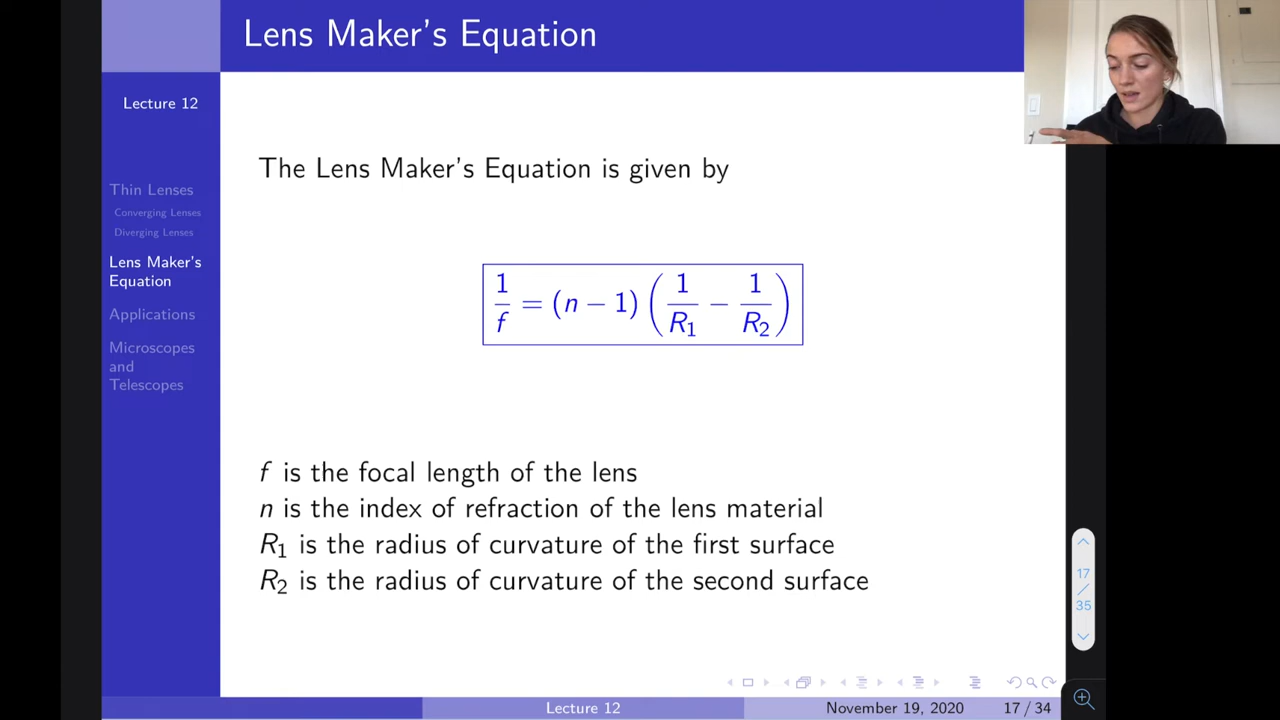 Lens Maker's Equation
Lecture 12
Thin Lenses
Converging Lenses
Diverging Lenses
Lens Maker's
Equation
Applications
Microscopes
and
Telescopes
The Lens Maker's Equation is given by
1/f = (n − 1) (1/R₁ − 1/R₂)
f is the focal length of the lens
n is the index of refraction of the lens material
R₁ is the radius of curvature of the first surface
R₂ is the radius of curvature of the second surface
17
/
35
Lecture 12
November 19, 2020
17 / 34